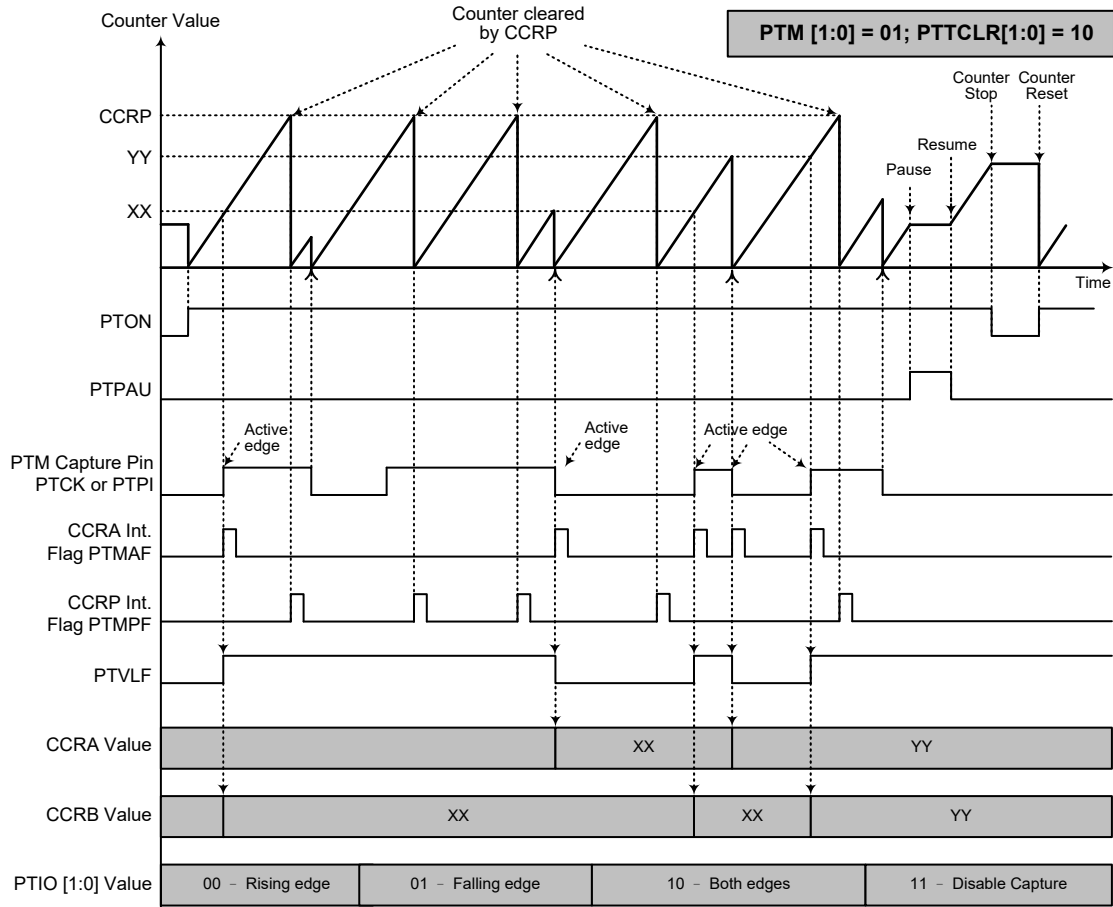 Counter Value
Counter cleared
by CCRP
PTM [1:0] = 01; PTTCLR[1:0] = 10
Counter
Stop
Counter
Reset
CCRP
YY
XX
Pause
Resume
Time
PTON
PTPAU
Active
edge
Active
edge
Active edge
PTM Capture Pin
PTCK or PTPI
CCRA Int.
Flag PTMAF
CCRP Int.
Flag PTMPF
PTVLF
CCRA Value
XX
YY
CCRB Value
XX
XX
YY
PTIO [1:0] Value
00 - Rising edge
01 - Falling edge
10 - Both edges
11 - Disable Capture